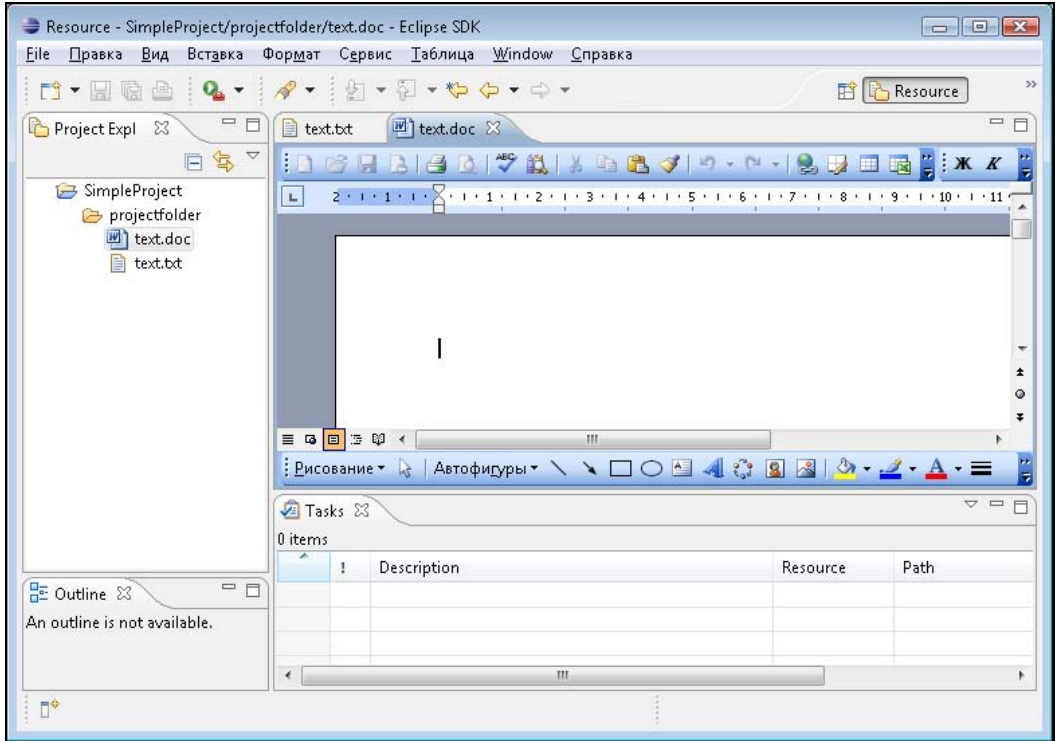 Resource - SimpleProject/projectfolder/text.doc - Eclipse SDK
File Правка Вид Вставка Формат Сервис Таблица Window Справка
Resource
Project Expl
text.txt text.doc
ABC Ж К
SimpleProject
L 2 1 1 2 3 4 5 6 7 8 9 10 11
projectfolder
text.doc
text.txt
Рисование Автофигуры A
Tasks
0 items
! Description Resource Path
Outline
An outline is not available.